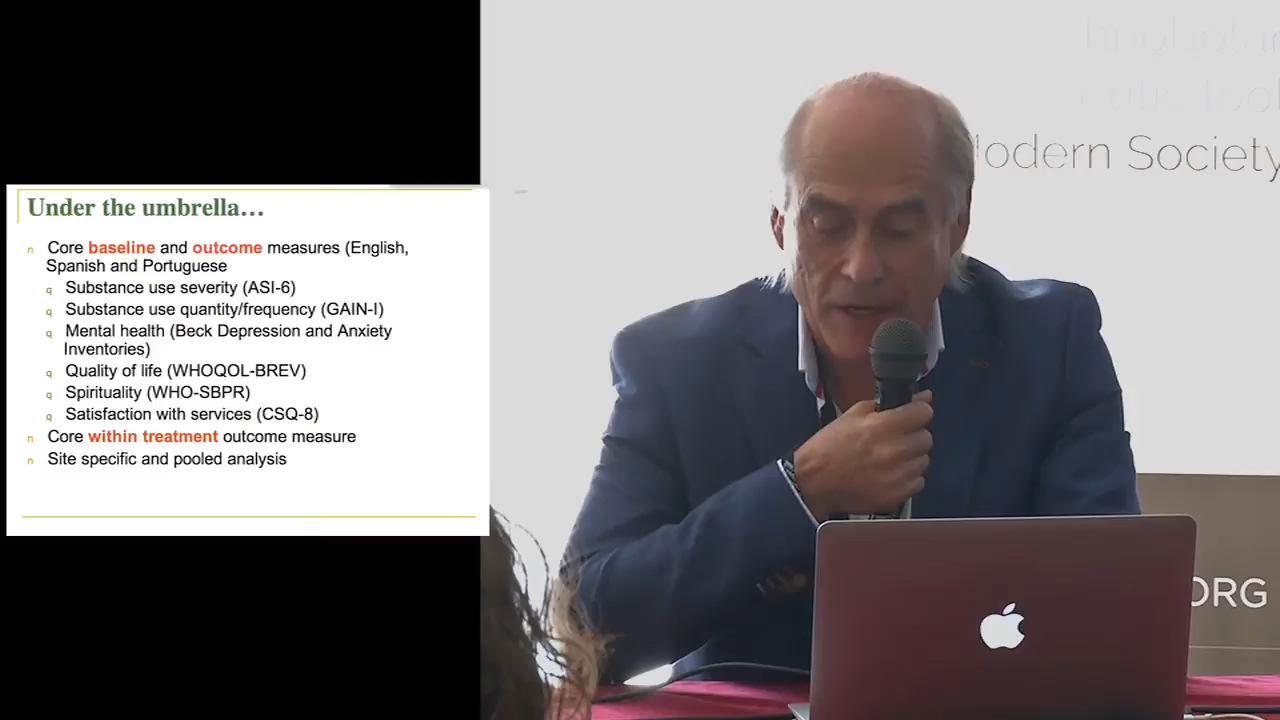 Under the umbrella…
n Core baseline and outcome measures (English,
Spanish and Portuguese
q Substance use severity (ASI-6)
q Substance use quantity/frequency (GAIN-I)
q Mental health (Beck Depression and Anxiety
Inventories)
q Quality of life (WHOQOL-BREV)
q Spirituality (WHO-SBPR)
q Satisfaction with services (CSQ-8)
n Core within treatment outcome measure
n Site specific and pooled analysis
odern Society
ORG